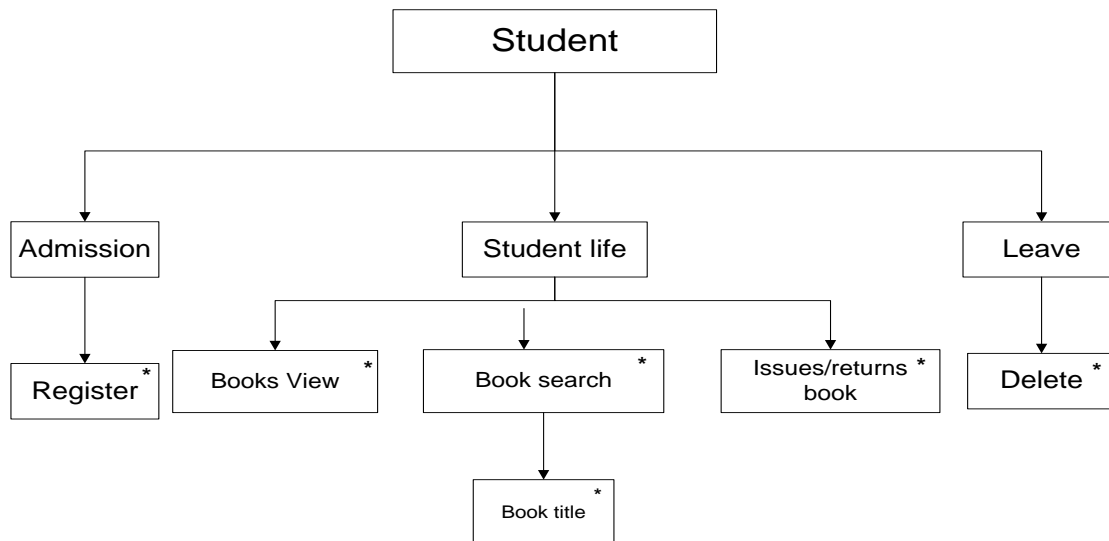 Student
Admission
Student life
Leave
Register *
Books View *
Book search *
Issues/returns *
book
Delete *
Book title *